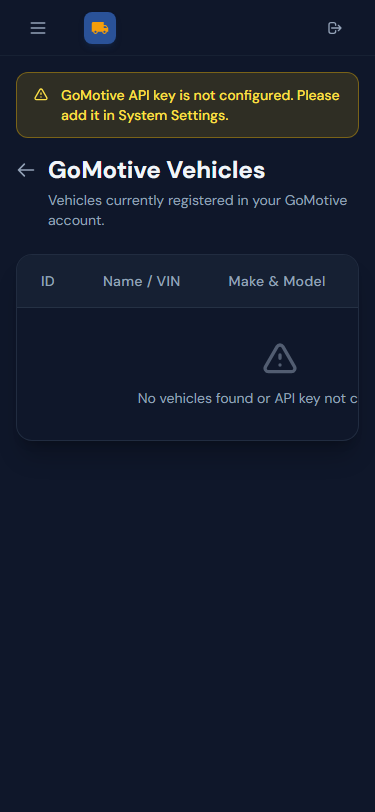 GoMotive API key is not configured. Please
add it in System Settings.
GoMotive Vehicles
Vehicles currently registered in your GoMotive
account.
ID Name / VIN Make & Model
No vehicles found or API key not c